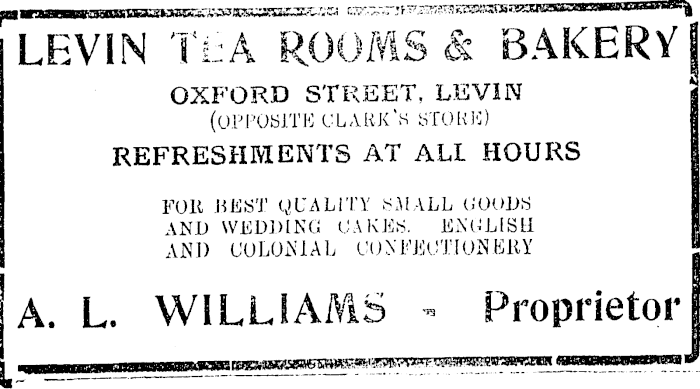 LEVIN TEA ROOMS & BAKERY
OXFORD STREET, LEVIN
(OPPOSITE CLARK'S STORE)
REFRESHMENTS AT ALL HOURS
FOR BEST QUALITY SMALL GOODS
AND WEDDING CAKES. ENGLISH
AND COLONIAL CONFECTIONERY
A. L. WILLIAMS - Proprietor